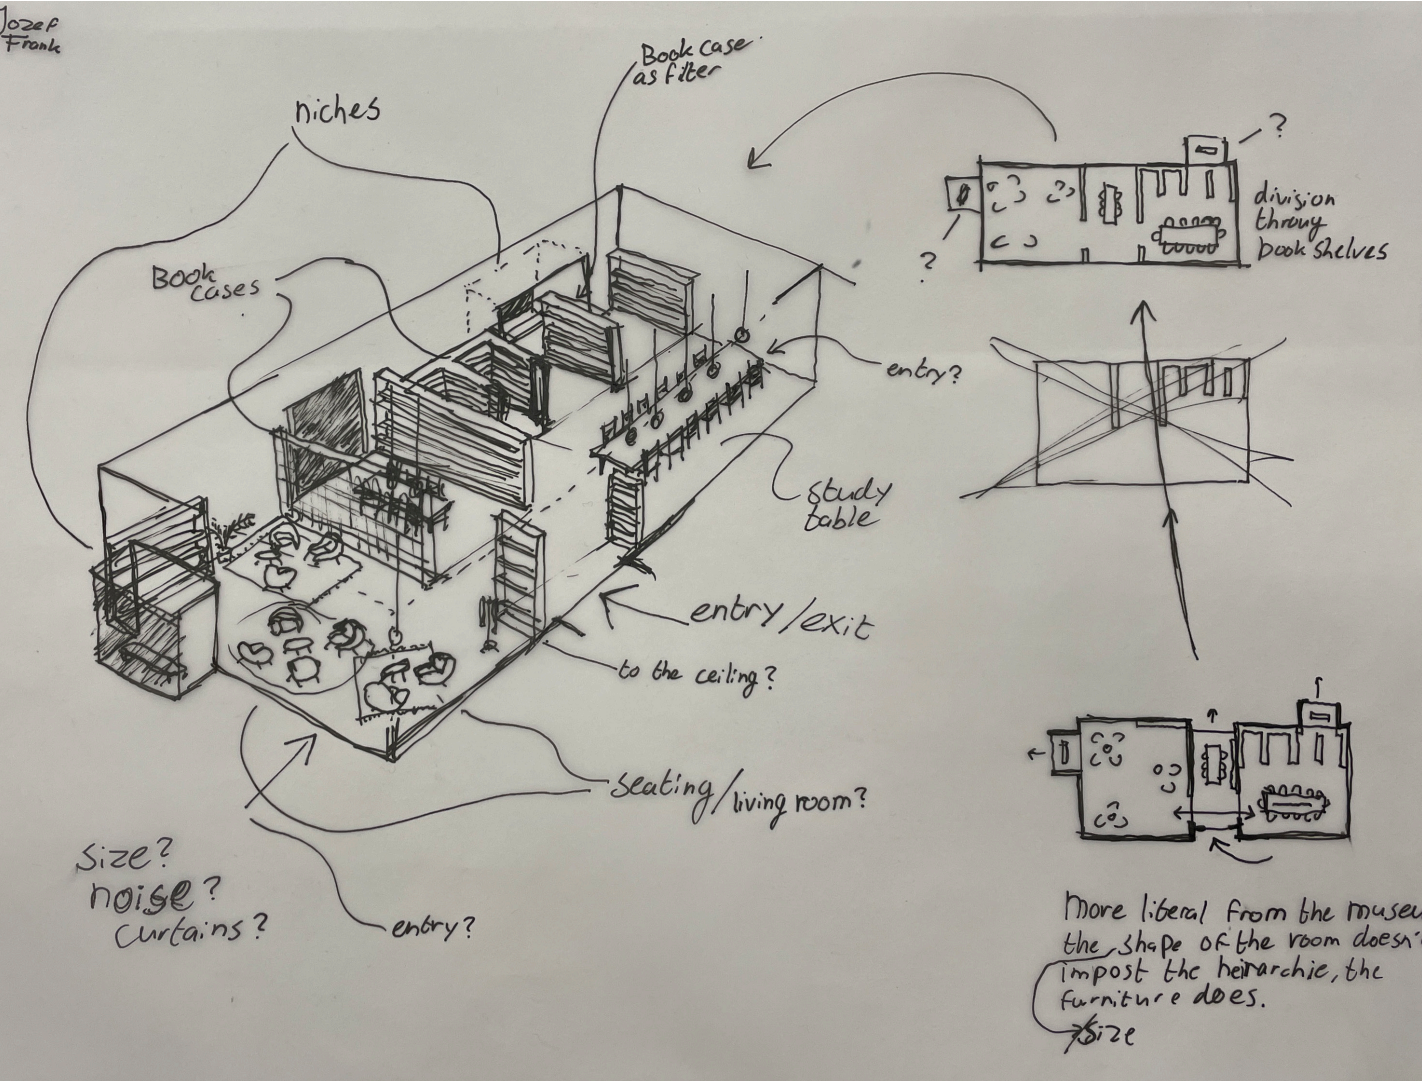 Jozef
Frank
Book case
as filter
niches
?
division
throug
book shelves
?
Book
cases
entry?
study
table
entry/exit
to the ceiling?
seating/living room?
size?
noise?
curtains?
entry?
More literal from the museu
the shape of the room doesn'
impost the heirarchie, the
furniture does.
/size